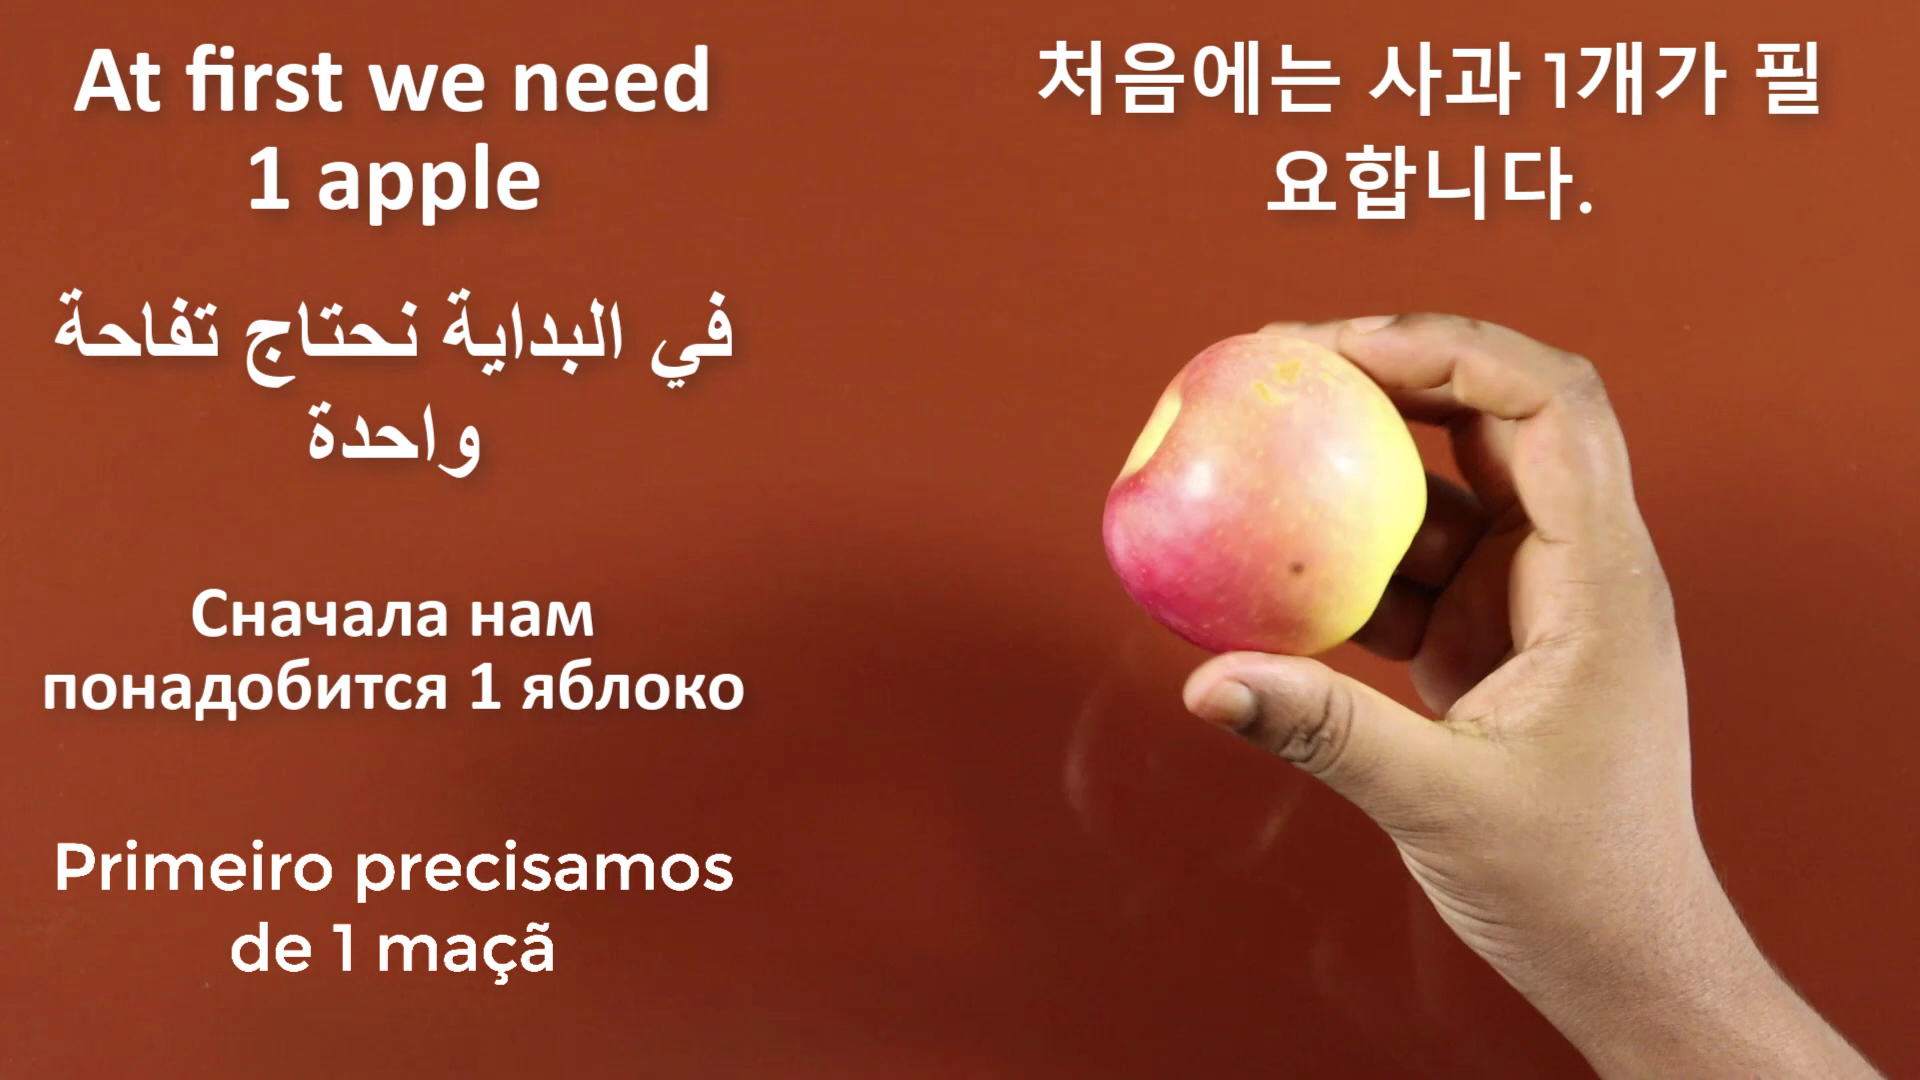 At first we need
1 apple
في البداية نحتاج تفاحة
واحدة
Сначала нам
понадобится 1 яблоко
Primeiro precisamos
de 1 maçã
처음에는 사과 1개가 필
요합니다.